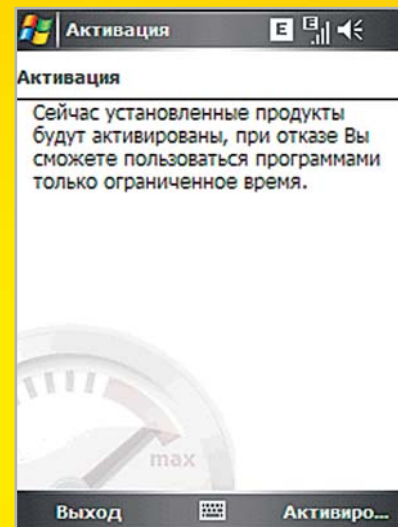 Активация
E E
Активация
Сейчас установленные продукты
будут активированы, при отказе Вы
сможете пользоваться программами
только ограниченное время.
max
Выход Активиро...